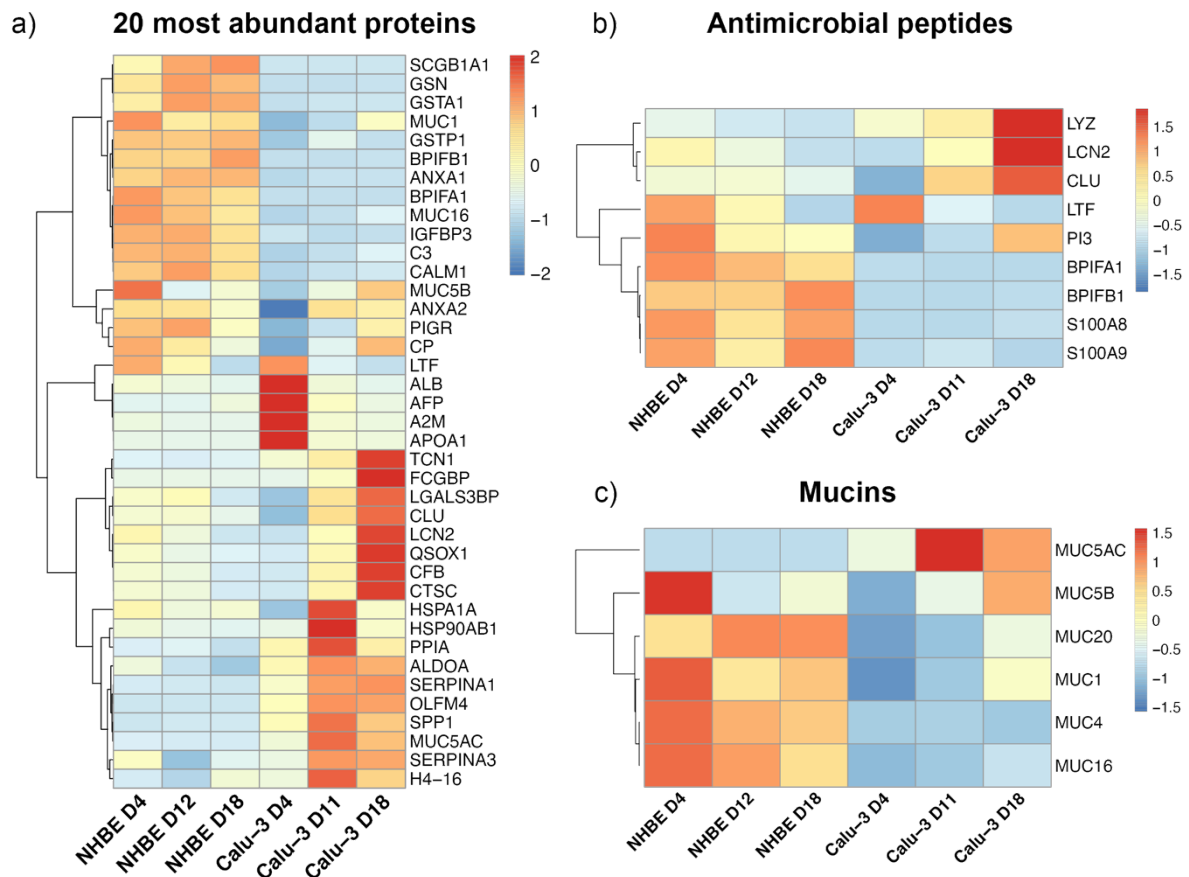 a) 20 most abundant proteins
SCGB1A1
GSN
GSTA1
MUC1
GSTP1
BPIFB1
ANXA1
BPIFA1
MUC16
IGFBP3
C3
CALM1
MUC5B
ANXA2
PIGR
CP
LTF
ALB
AFP
A2M
APOA1
TCN1
FCGBP
LGALS3BP
CLU
LCN2
QSOX1
CFB
CTSC
HSPA1A
HSP90AB1
PPIA
ALDOA
SERPINA1
OLFM4
SPP1
MUC5AC
SERPINA3
H4-16
2
1
0
−1
−2
NHBE D4
NHBE D12
NHBE D18
Calu−3 D4
Calu−3 D11
Calu−3 D18
b) Antimicrobial peptides
LYZ
LCN2
CLU
LTF
PI3
BPIFA1
BPIFB1
S100A8
S100A9
1.5
1
0.5
0
−0.5
−1
−1.5
NHBE D4
NHBE D12
NHBE D18
Calu−3 D4
Calu−3 D11
Calu−3 D18
c) Mucins
MUC5AC
MUC5B
MUC20
MUC1
MUC4
MUC16
1.5
1
0.5
0
−0.5
−1
−1.5
NHBE D4
NHBE D12
NHBE D18
Calu−3 D4
Calu−3 D11
Calu−3 D18